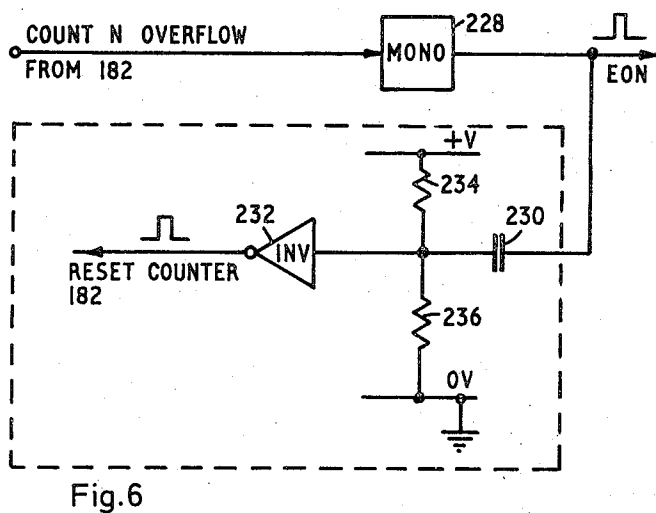 COUNT N OVERFLOW
FROM 182
MONO
228
EON
+V
234
230
232
INV
RESET COUNTER
182
236
0V
Fig.6